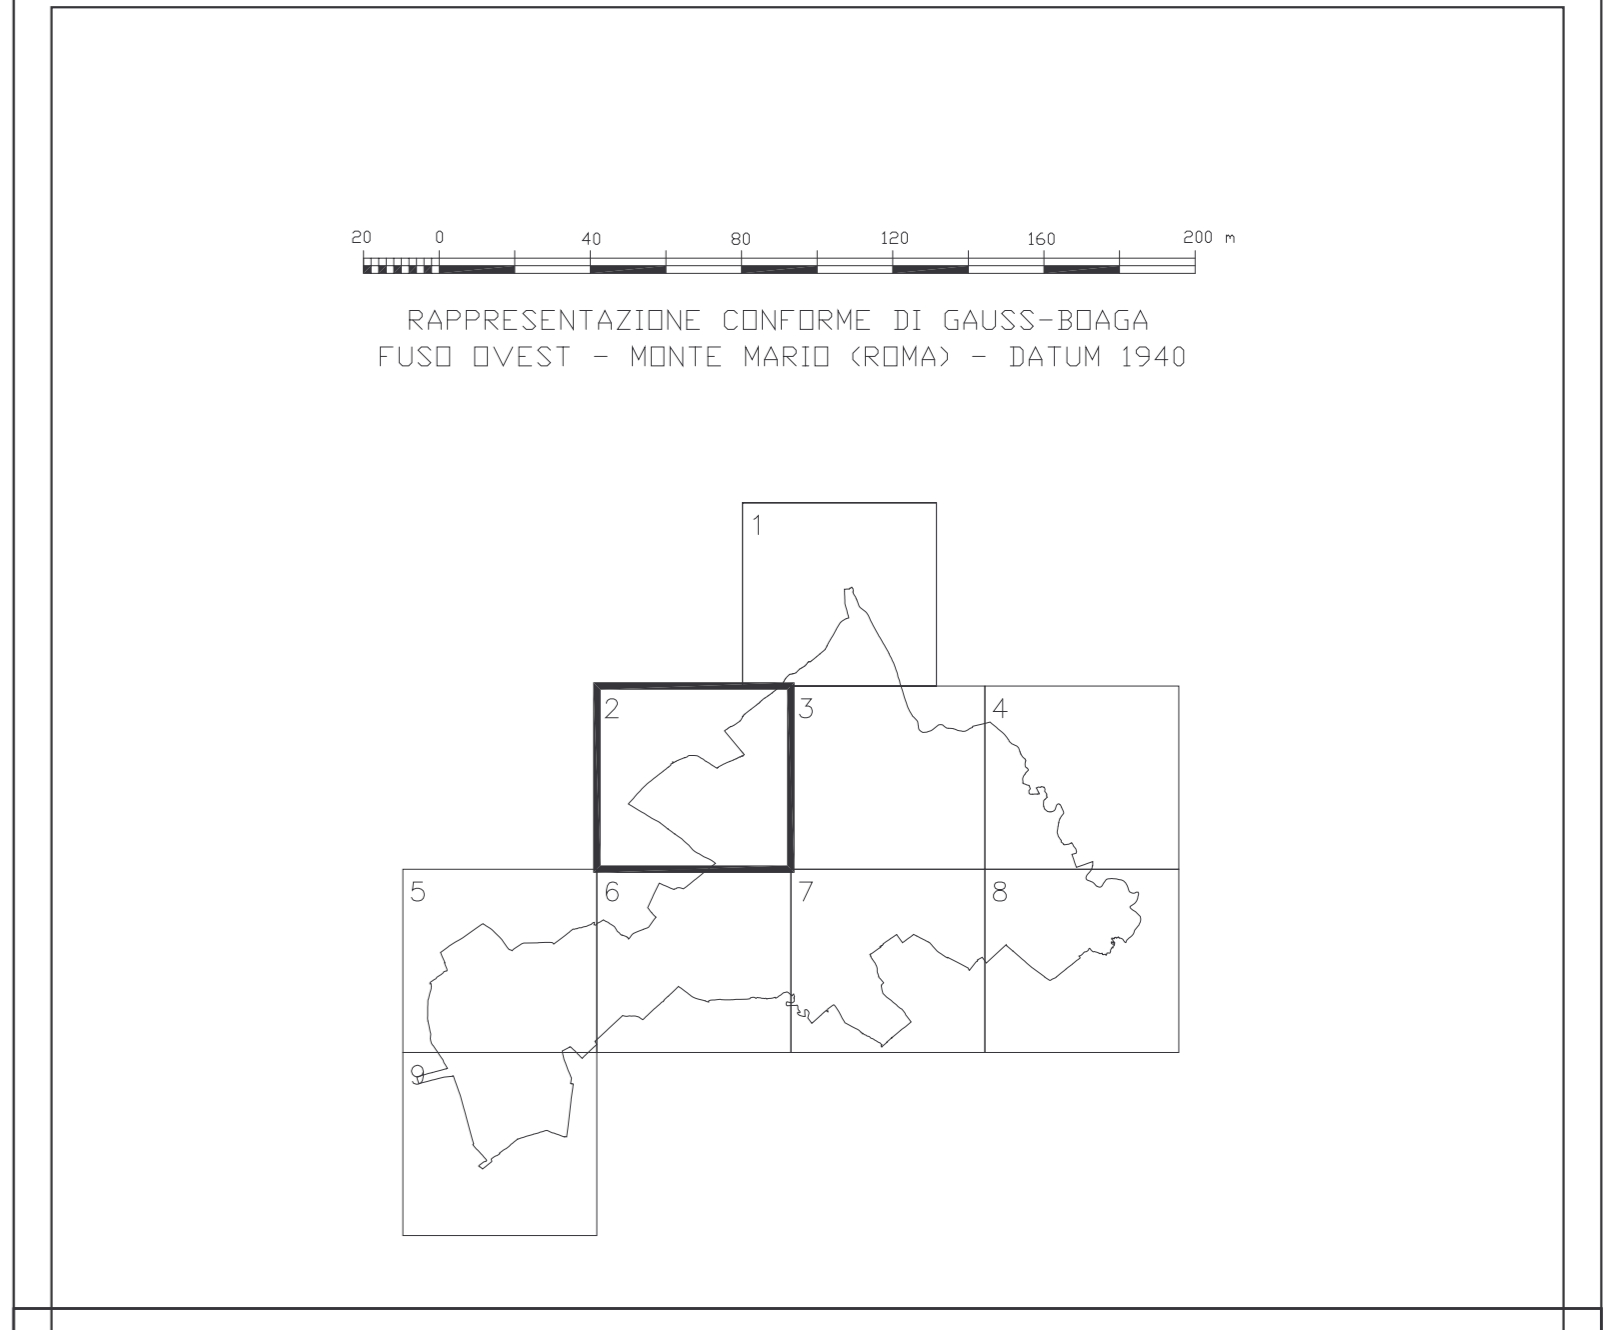 20 0 40 80 120 160 200 m
RAPPRESENTAZIONE CONFORME DI GAUSS-BOAGA
FUSO OVEST - MONTE MARIO (ROMA) - DATUM 1940
1
2 3 4
5 6 7 8
9